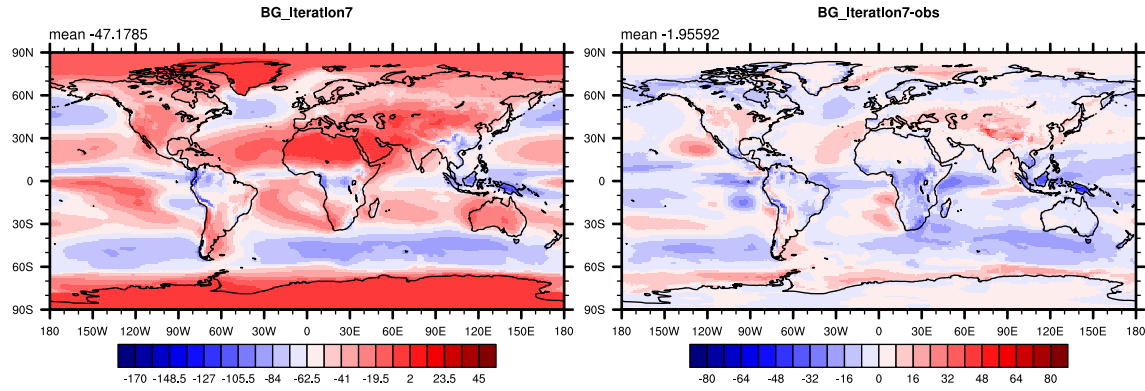 BG_Iteration7
mean -47.1785
90N
60N
30N
0
30S
60S
90S
180 150W 120W 90W 60W 30W 0 30E 60E 90E 120E 150E 180
-170 -148.5 -127 -105.5 -84 -62.5 -41 -19.5 2 23.5 45
BG_Iteration7-obs
mean -1.95592
90N
60N
30N
0
30S
60S
90S
180 150W 120W 90W 60W 30W 0 30E 60E 90E 120E 150E 180
-80 -64 -48 -32 -16 0 16 32 48 64 80